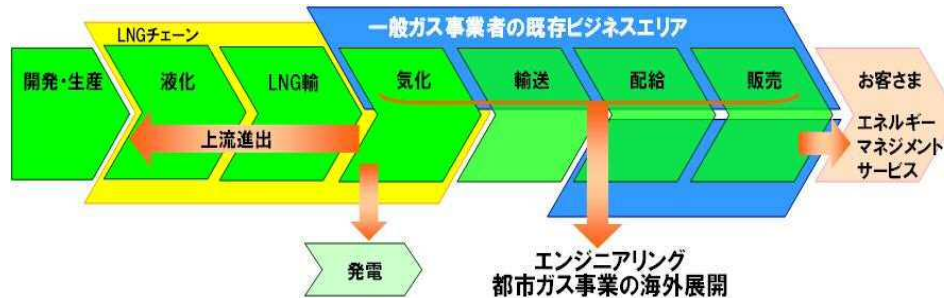 一般ガス事業者の既存ビジネスエリア
LNGチェーン
開発・生産
液化
LNG輸
気化
輸送
配給
販売
お客さま
エネルギー
マネジメント
サービス
上流進出
発電
エンジニアリング
都市ガス事業の海外展開